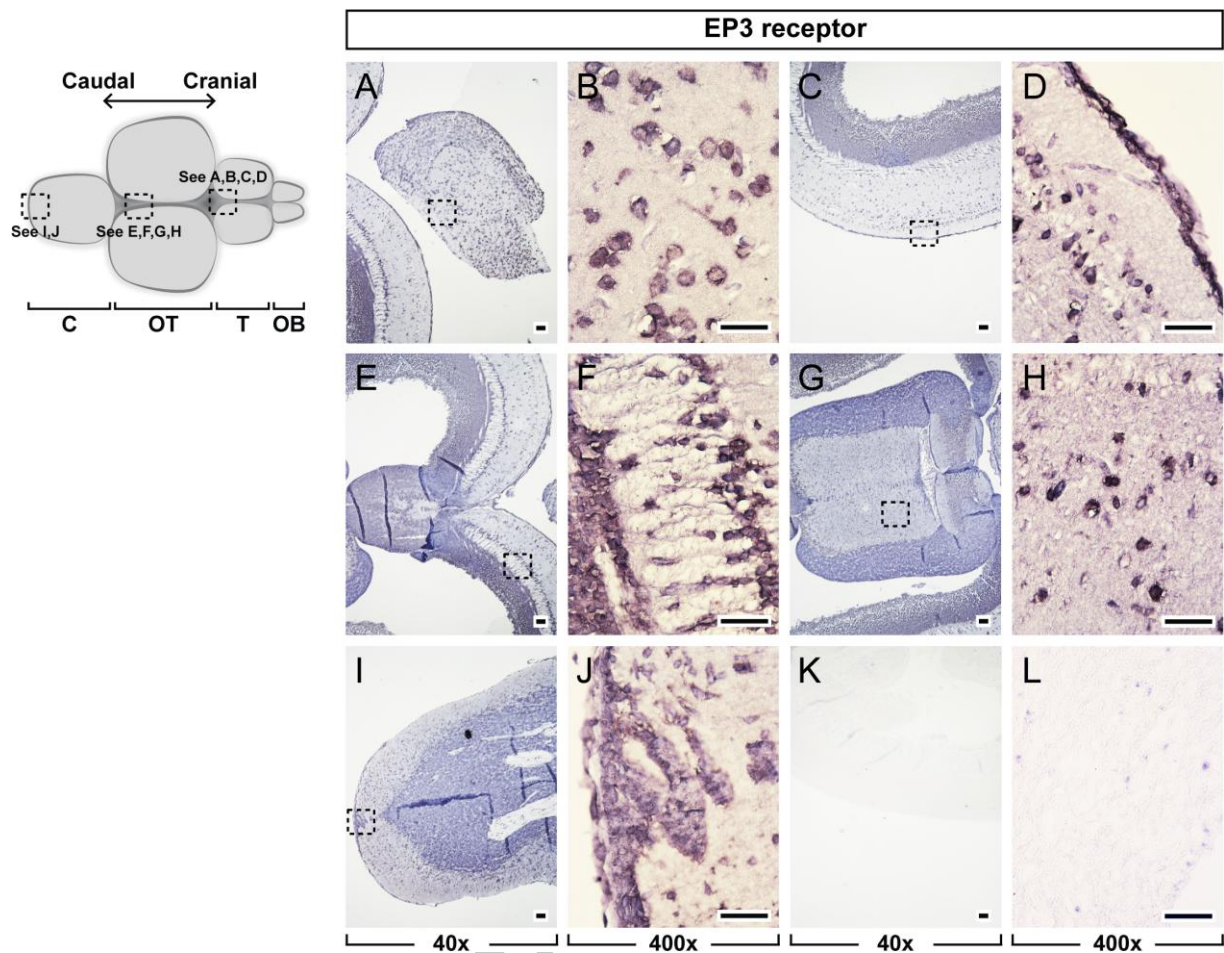 EP3 receptor
Caudal Cranial
See A,B,C,D
See I,J
See E,F,G,H
C OT T OB
A B C D
E F G H
I J K L
40x 400x 40x 400x